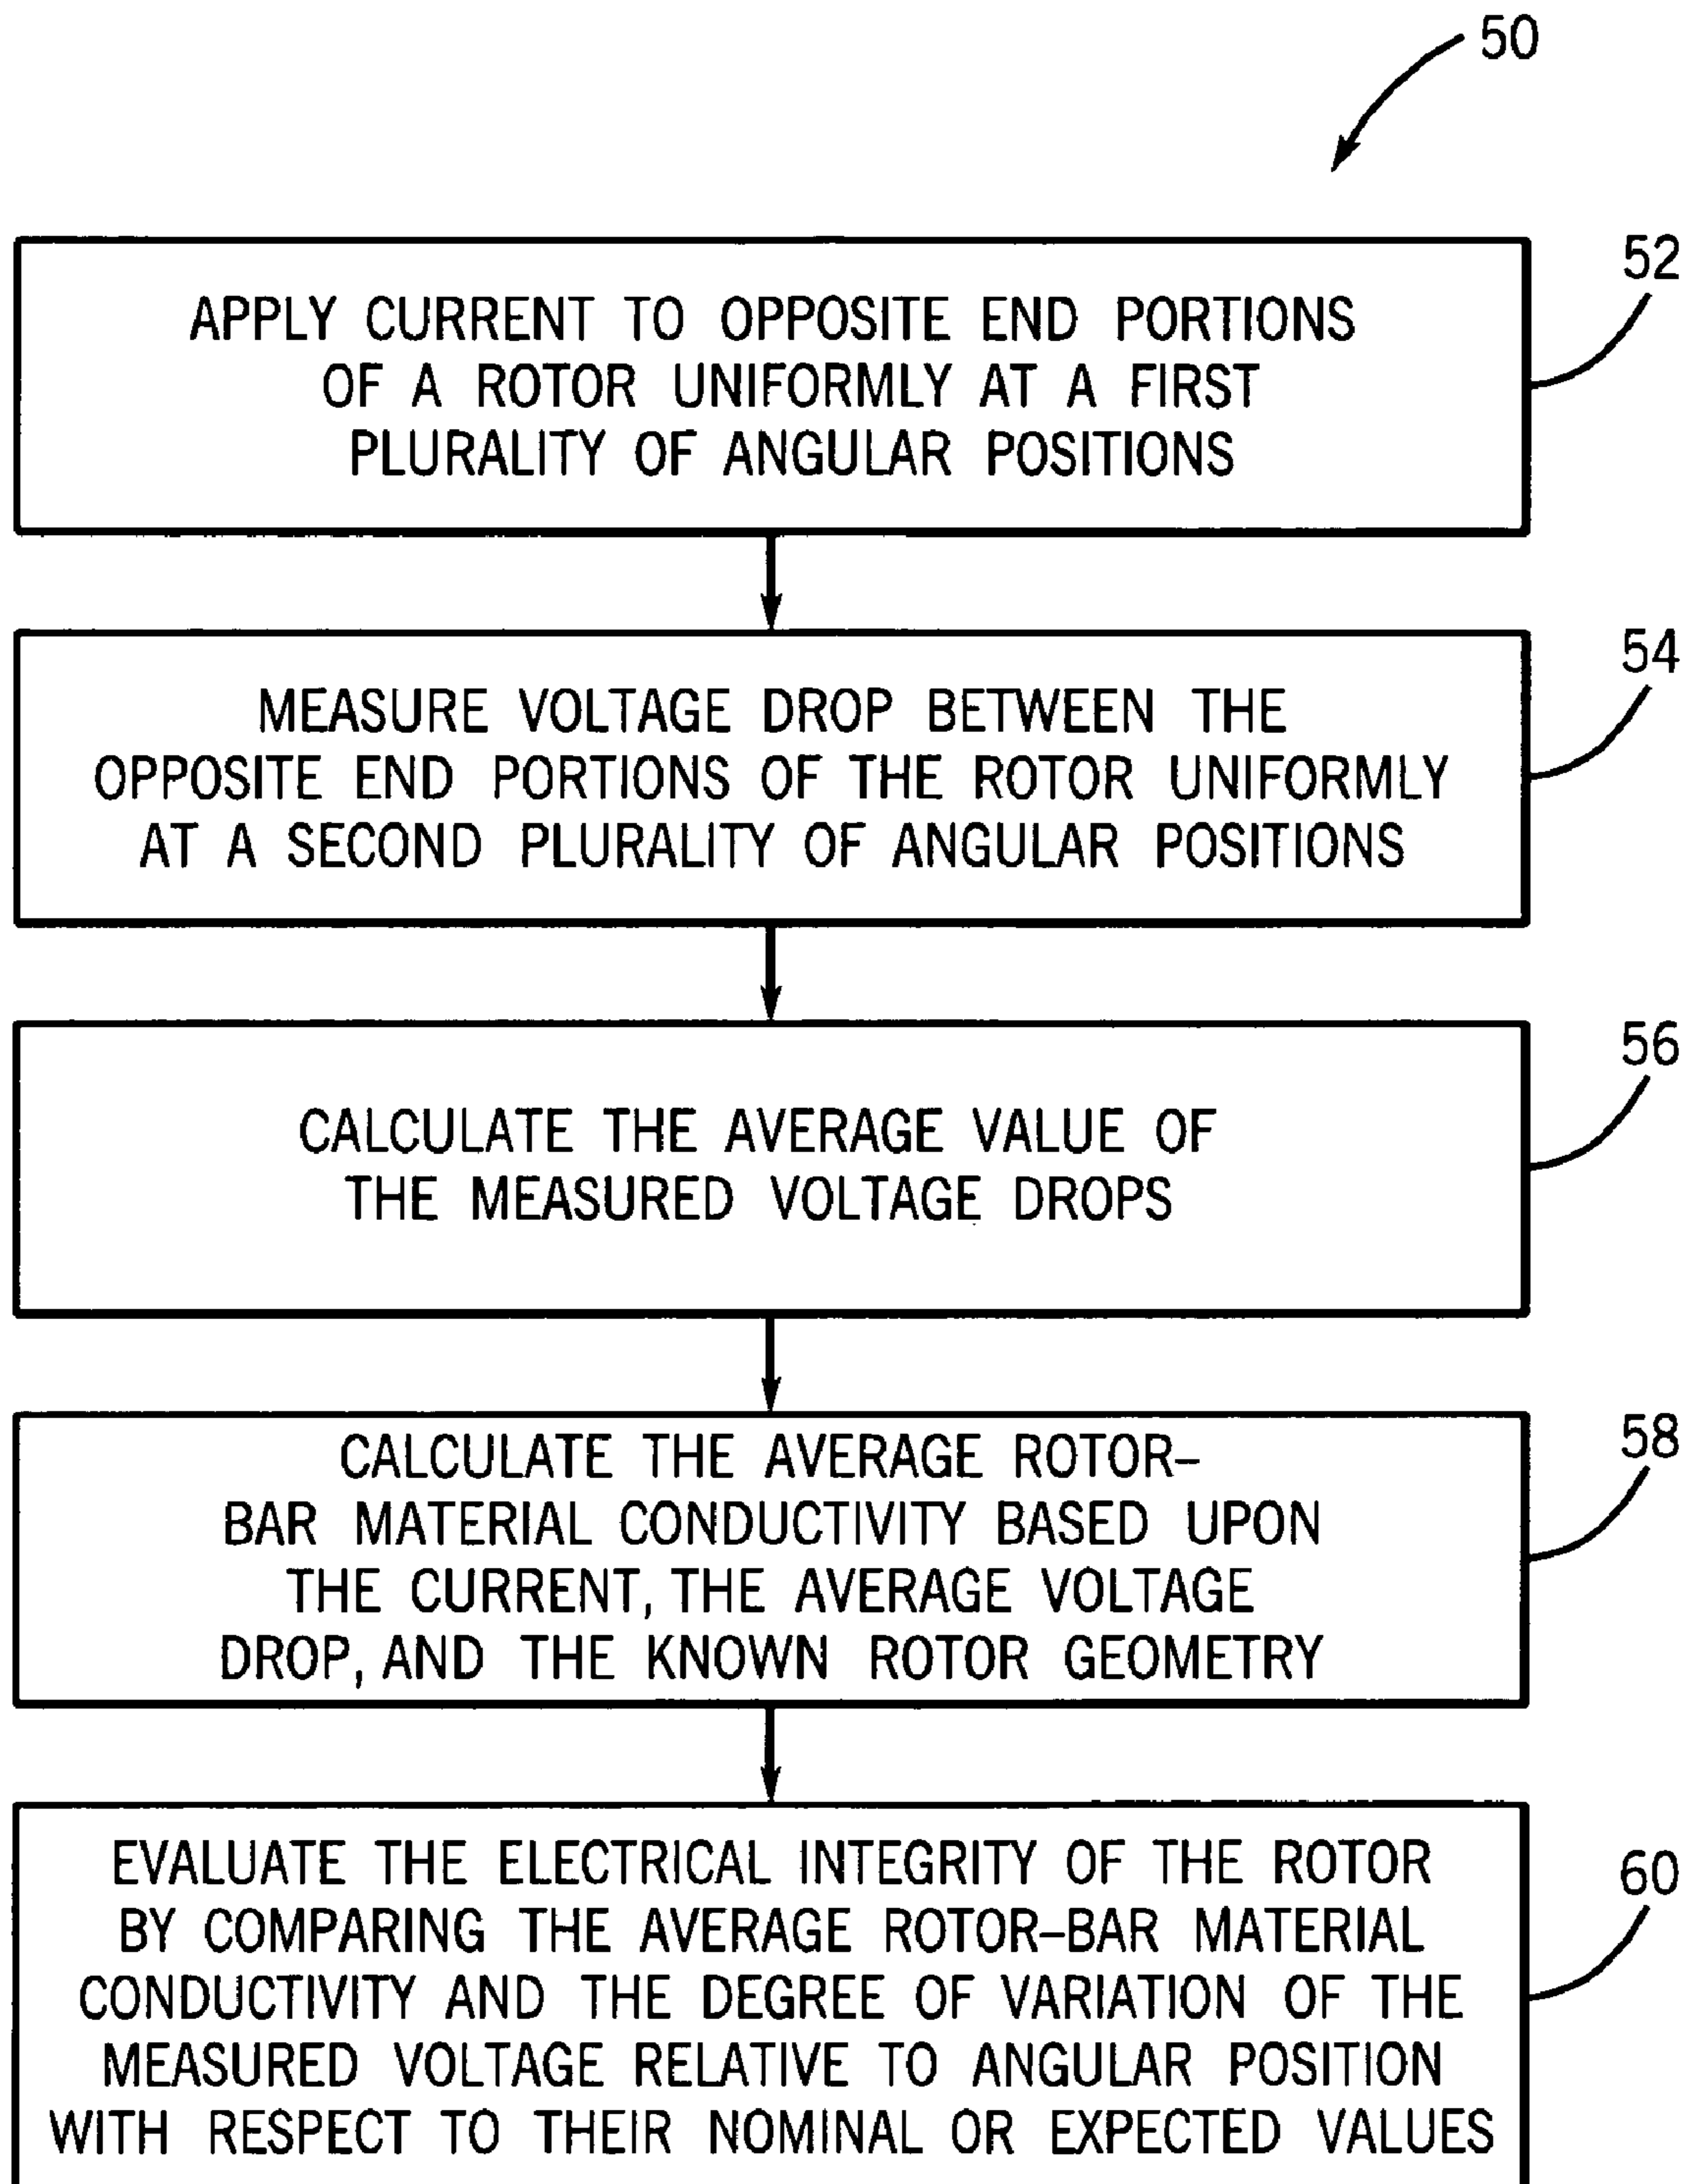 50
52
APPLY CURRENT TO OPPOSITE END PORTIONS
OF A ROTOR UNIFORMLY AT A FIRST
PLURALITY OF ANGULAR POSITIONS
54
MEASURE VOLTAGE DROP BETWEEN THE
OPPOSITE END PORTIONS OF THE ROTOR UNIFORMLY
AT A SECOND PLURALITY OF ANGULAR POSITIONS
56
CALCULATE THE AVERAGE VALUE OF
THE MEASURED VOLTAGE DROPS
58
CALCULATE THE AVERAGE ROTOR–
BAR MATERIAL CONDUCTIVITY BASED UPON
THE CURRENT, THE AVERAGE VOLTAGE
DROP, AND THE KNOWN ROTOR GEOMETRY
60
EVALUATE THE ELECTRICAL INTEGRITY OF THE ROTOR
BY COMPARING THE AVERAGE ROTOR–BAR MATERIAL
CONDUCTIVITY AND THE DEGREE OF VARIATION OF THE
MEASURED VOLTAGE RELATIVE TO ANGULAR POSITION
WITH RESPECT TO THEIR NOMINAL OR EXPECTED VALUES